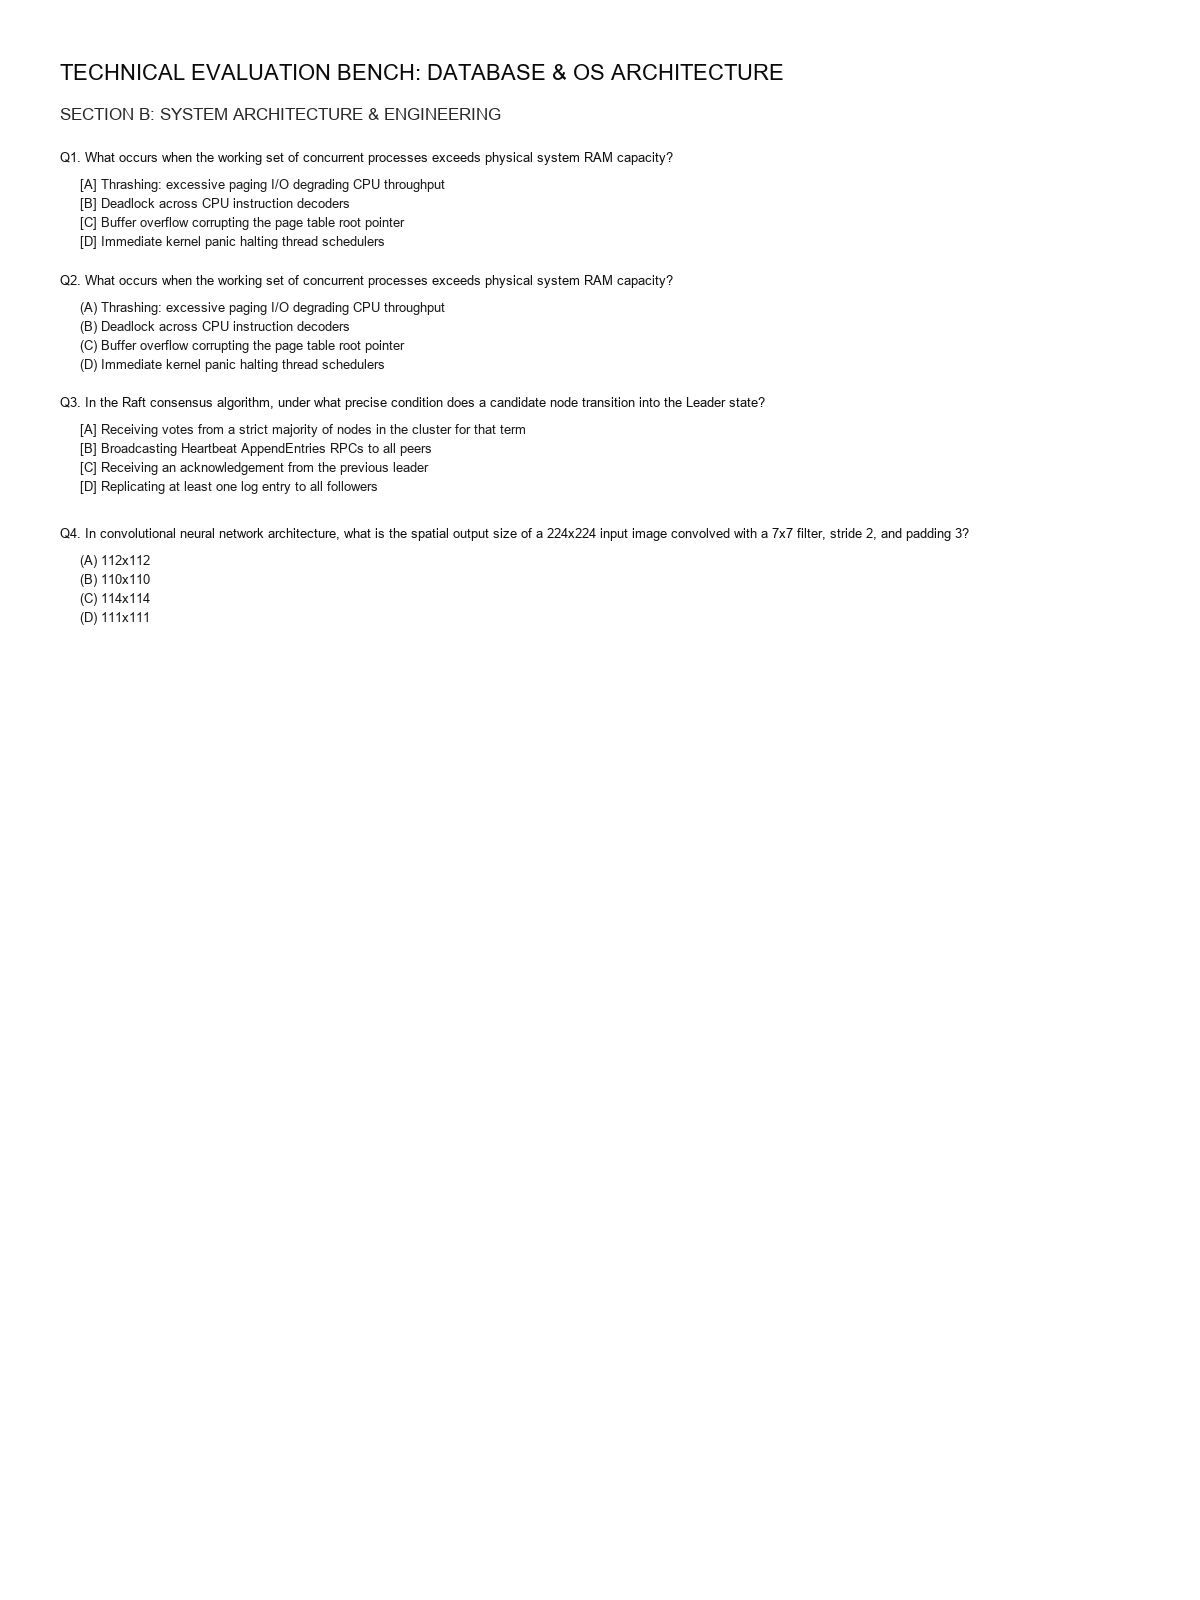 TECHNICAL EVALUATION BENCH: DATABASE & OS ARCHITECTURE
SECTION B: SYSTEM ARCHITECTURE & ENGINEERING
Q1. What occurs when the working set of concurrent processes exceeds physical system RAM capacity?
[A] Thrashing: excessive paging I/O degrading CPU throughput
[B] Deadlock across CPU instruction decoders
[C] Buffer overflow corrupting the page table root pointer
[D] Immediate kernel panic halting thread schedulers
Q2. What occurs when the working set of concurrent processes exceeds physical system RAM capacity?
(A) Thrashing: excessive paging I/O degrading CPU throughput
(B) Deadlock across CPU instruction decoders
(C) Buffer overflow corrupting the page table root pointer
(D) Immediate kernel panic halting thread schedulers
Q3. In the Raft consensus algorithm, under what precise condition does a candidate node transition into the Leader state?
[A] Receiving votes from a strict majority of nodes in the cluster for that term
[B] Broadcasting Heartbeat AppendEntries RPCs to all peers
[C] Receiving an acknowledgement from the previous leader
[D] Replicating at least one log entry to all followers
Q4. In convolutional neural network architecture, what is the spatial output size of a 224x224 input image convolved with a 7x7 filter, stride 2, and padding 3?
(A) 112x112
(B) 110x110
(C) 114x114
(D) 111x111